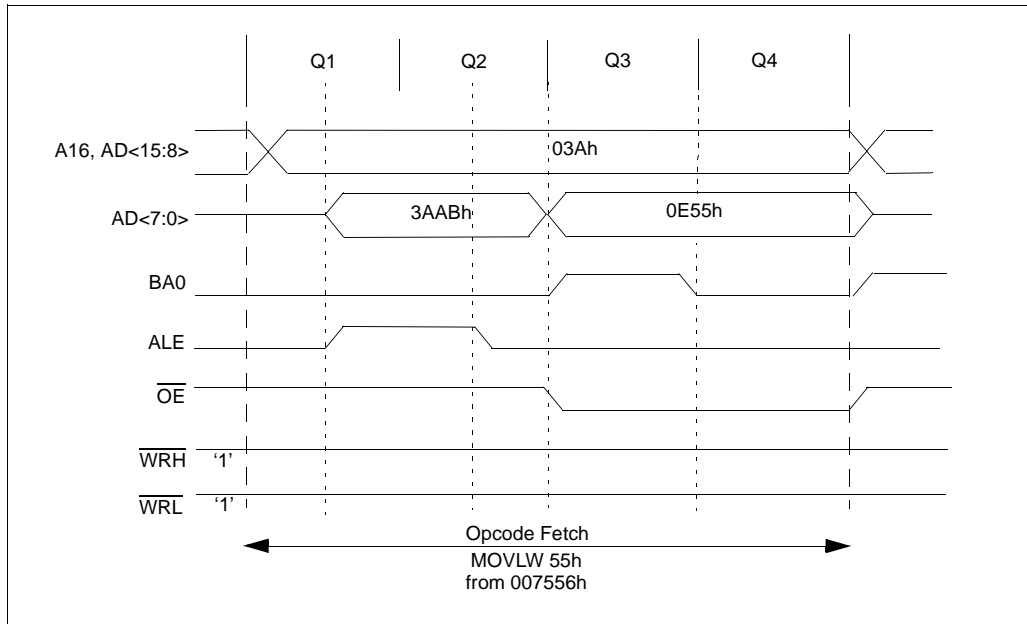 Q1 Q2 Q3 Q4
A16, AD<15:8> 03Ah
AD<7:0> 3AABh 0E55h
BA0
ALE
OE
WRH '1'
WRL '1'
Opcode Fetch
MOVLW 55h
from 007556h